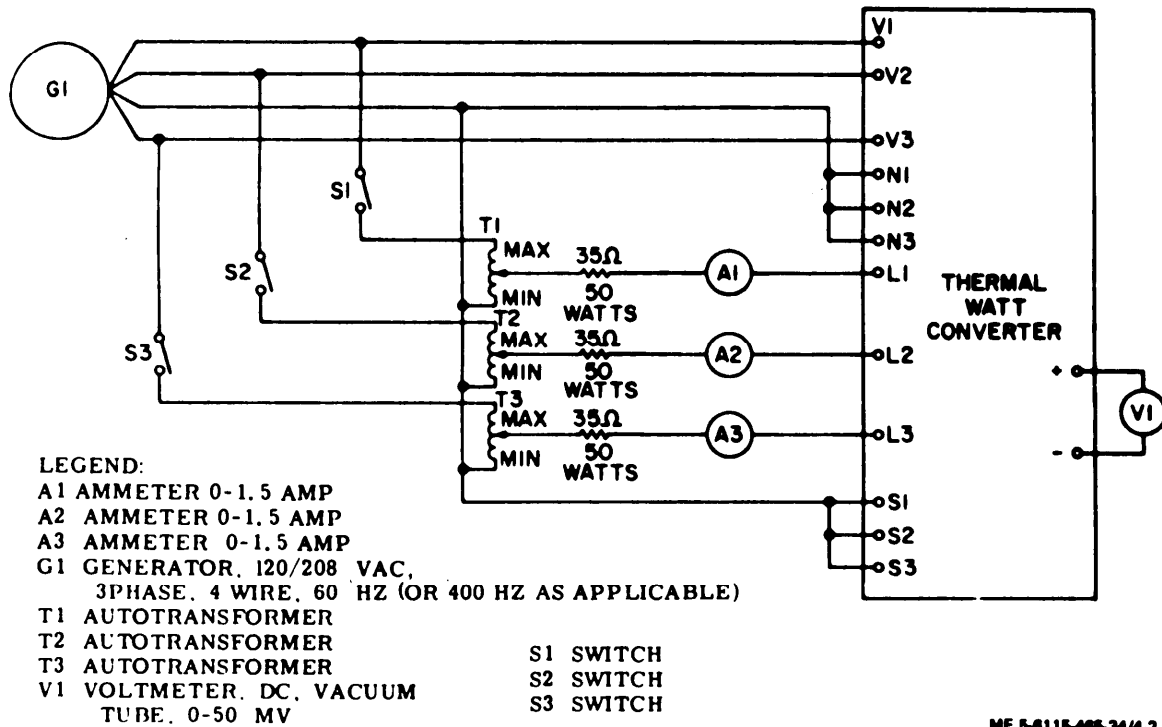 V1
G1
V2
V3
N1
N2
N3
S1
T1
MAX
35Ω
A1
L1
MIN
50
WATTS
S2
T2
MAX
35Ω
A2
L2
MIN
50
WATTS
S3
T3
MAX
35Ω
A3
L3
MIN
50
WATTS
THERMAL
WATT
CONVERTER
+
V1
-
S1
S2
S3
LEGEND:
A1 AMMETER 0-1.5 AMP
A2 AMMETER 0-1.5 AMP
A3 AMMETER 0-1.5 AMP
G1 GENERATOR, 120/208 VAC,
3PHASE, 4 WIRE, 60 HZ (OR 400 HZ AS APPLICABLE)
T1 AUTOTRANSFORMER
T2 AUTOTRANSFORMER
T3 AUTOTRANSFORMER
V1 VOLTMETER. DC, VACUUM
TUBE, 0-50 MV
S1 SWITCH
S2 SWITCH
S3 SWITCH